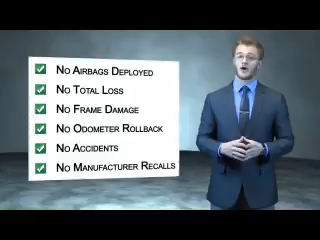 No Airbags Deployed
No Total Loss
No Frame Damage
No Odometer Rollback
No Accidents
No Manufacturer Recalls